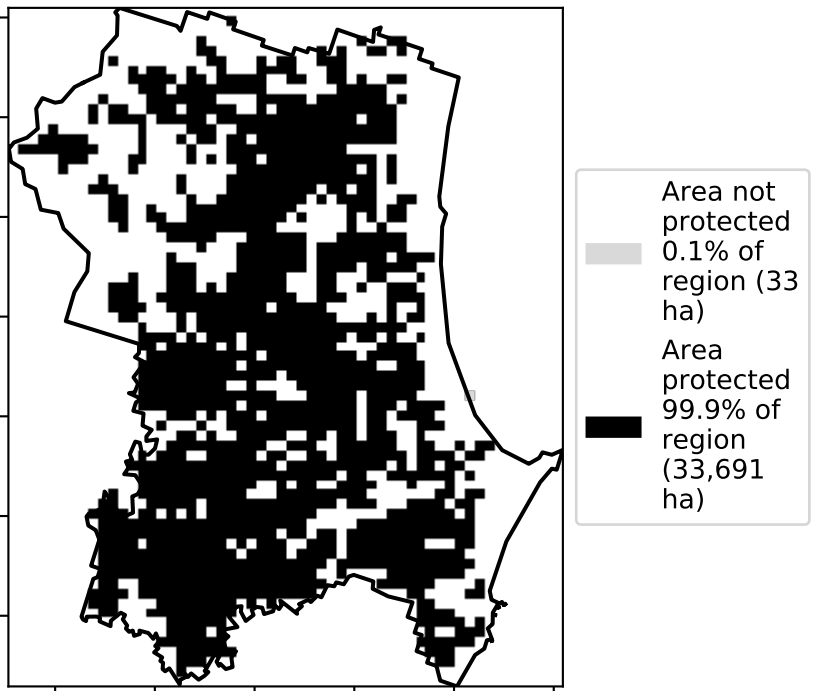 Area not
protected
0.1% of
region (33
ha)
Area
protected
99.9% of
region
(33,691
ha)